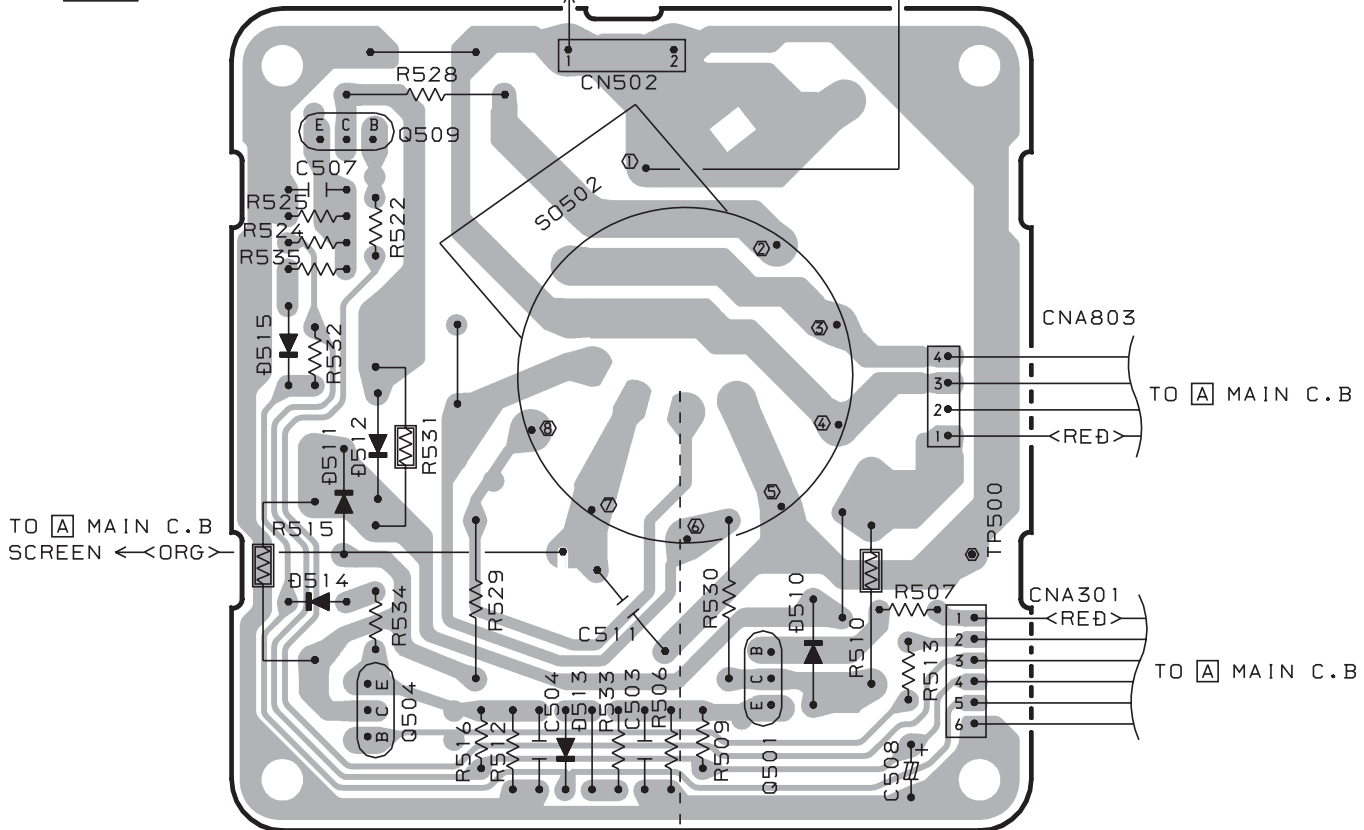 1 2
CN502
R528
E C B Q509
C507
R525
R524
R535
R522
SO502
1
2
3
4
5
6
7
8
D515
R532
D511
D512
R531
CNA803
4
3
2
1
<RED>
TO A MAIN C.B
TP500
TO A MAIN C.B
SCREEN <ORG>
R515
D514
R534
R529
C511
R530
D510
R510
R507
R513
CNA301
1
2
3
4
5
6
<RED>
TO A MAIN C.B
E
C
B
Q504
B
C
E
Q501
R516
R512
C504
D513
R533
C503
R506
R509
C508
+